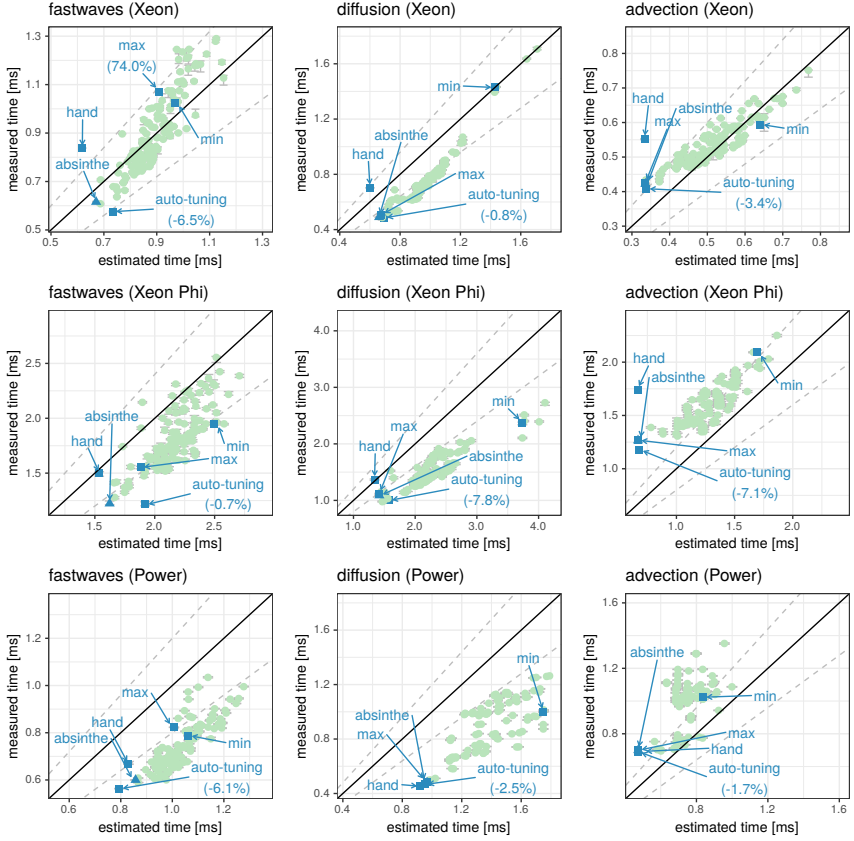 fastwaves (Xeon)
measured time [ms]
1.3
1.1
0.9
0.7
0.5
max
(74.0%)
hand
min
absinthe
auto-tuning
(-6.5%)
0.5
0.7
0.9
1.1
1.3
estimated time [ms]
diffusion (Xeon)
measured time [ms]
1.6
1.2
0.8
0.4
min
absinthe
hand
max
auto-tuning
(-0.8%)
0.4
0.8
1.2
1.6
estimated time [ms]
advection (Xeon)
measured time [ms]
0.8
0.7
0.6
0.5
0.4
0.3
hand
absinthe
max
min
auto-tuning
(-3.4%)
0.3
0.4
0.5
0.6
0.7
0.8
estimated time [ms]
fastwaves (Xeon Phi)
measured time [ms]
2.5
2.0
1.5
absinthe
hand
min
max
auto-tuning
(-0.7%)
1.5
2.0
2.5
estimated time [ms]
diffusion (Xeon Phi)
measured time [ms]
4.0
3.0
2.0
1.0
min
max
hand
absinthe
auto-tuning
(-7.8%)
1.0
2.0
3.0
4.0
estimated time [ms]
advection (Xeon Phi)
measured time [ms]
2.0
1.5
1.0
hand
absinthe
min
max
auto-tuning
(-7.1%)
1.0
1.5
2.0
estimated time [ms]
fastwaves (Power)
measured time [ms]
1.2
1.0
0.8
0.6
max
hand
absinthe
min
auto-tuning
(-6.1%)
0.6
0.8
1.0
1.2
estimated time [ms]
diffusion (Power)
measured time [ms]
1.6
1.2
0.8
0.4
min
absinthe
max
hand
auto-tuning
(-2.5%)
0.4
0.8
1.2
1.6
estimated time [ms]
advection (Power)
measured time [ms]
1.6
1.2
0.8
absinthe
min
max
hand
auto-tuning
(-1.7%)
0.8
1.2
1.6
estimated time [ms]